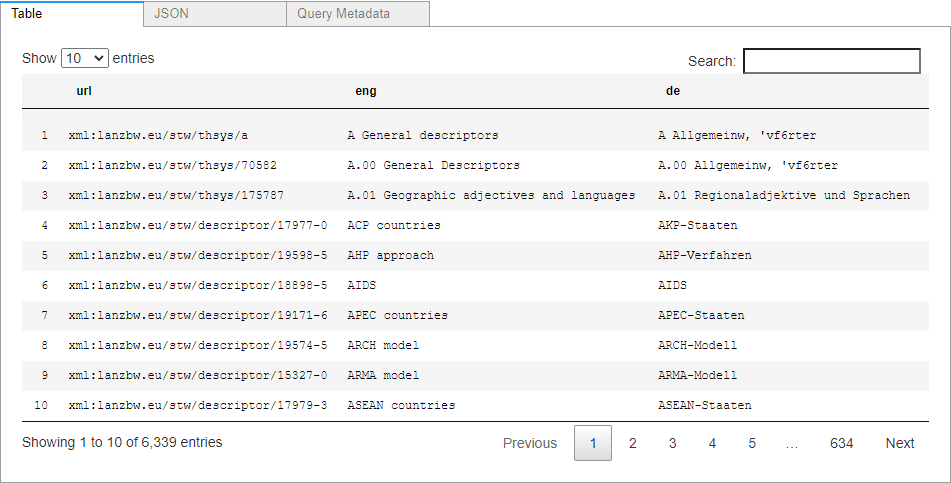 Table JSON Query Metadata
Show 10 entries Search:
url eng de
1 xml:lanzbw.eu/stw/thsys/a A General descriptors A Allgemeinw, 'vf6rter
2 xml:lanzbw.eu/stw/thsys/70582 A.00 General Descriptors A.00 Allgemeinw, 'vf6rter
3 xml:lanzbw.eu/stw/thsys/175787 A.01 Geographic adjectives and languages A.01 Regionaladjektive und Sprachen
4 xml:lanzbw.eu/stw/descriptor/17977-0 ACP countries AKP-Staaten
5 xml:lanzbw.eu/stw/descriptor/19598-5 AHP approach AHP-Verfahren
6 xml:lanzbw.eu/stw/descriptor/18898-5 AIDS AIDS
7 xml:lanzbw.eu/stw/descriptor/19171-6 APEC countries APEC-Staaten
8 xml:lanzbw.eu/stw/descriptor/19574-5 ARCH model ARCH-Modell
9 xml:lanzbw.eu/stw/descriptor/15327-0 ARMA model ARMA-Modell
10 xml:lanzbw.eu/stw/descriptor/17979-3 ASEAN countries ASEAN-Staaten
Showing 1 to 10 of 6,339 entries Previous 1 2 3 4 5 … 634 Next